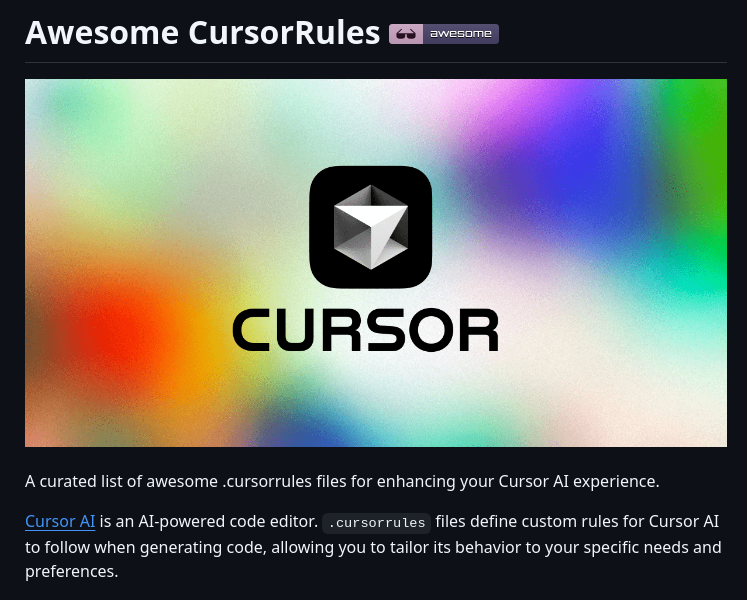 Awesome CursorRules awesome
CURSOR
A curated list of awesome .cursorrules files for enhancing your Cursor AI experience.
Cursor AI is an AI-powered code editor. .cursorrules files define custom rules for Cursor AI
to follow when generating code, allowing you to tailor its behavior to your specific needs and
preferences.